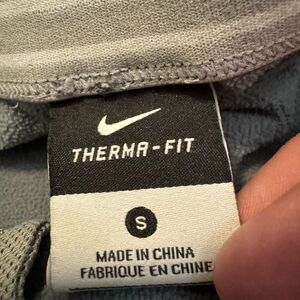 THERMA-FIT
S
MADE IN CHINA
FABRIQUE EN CHINE